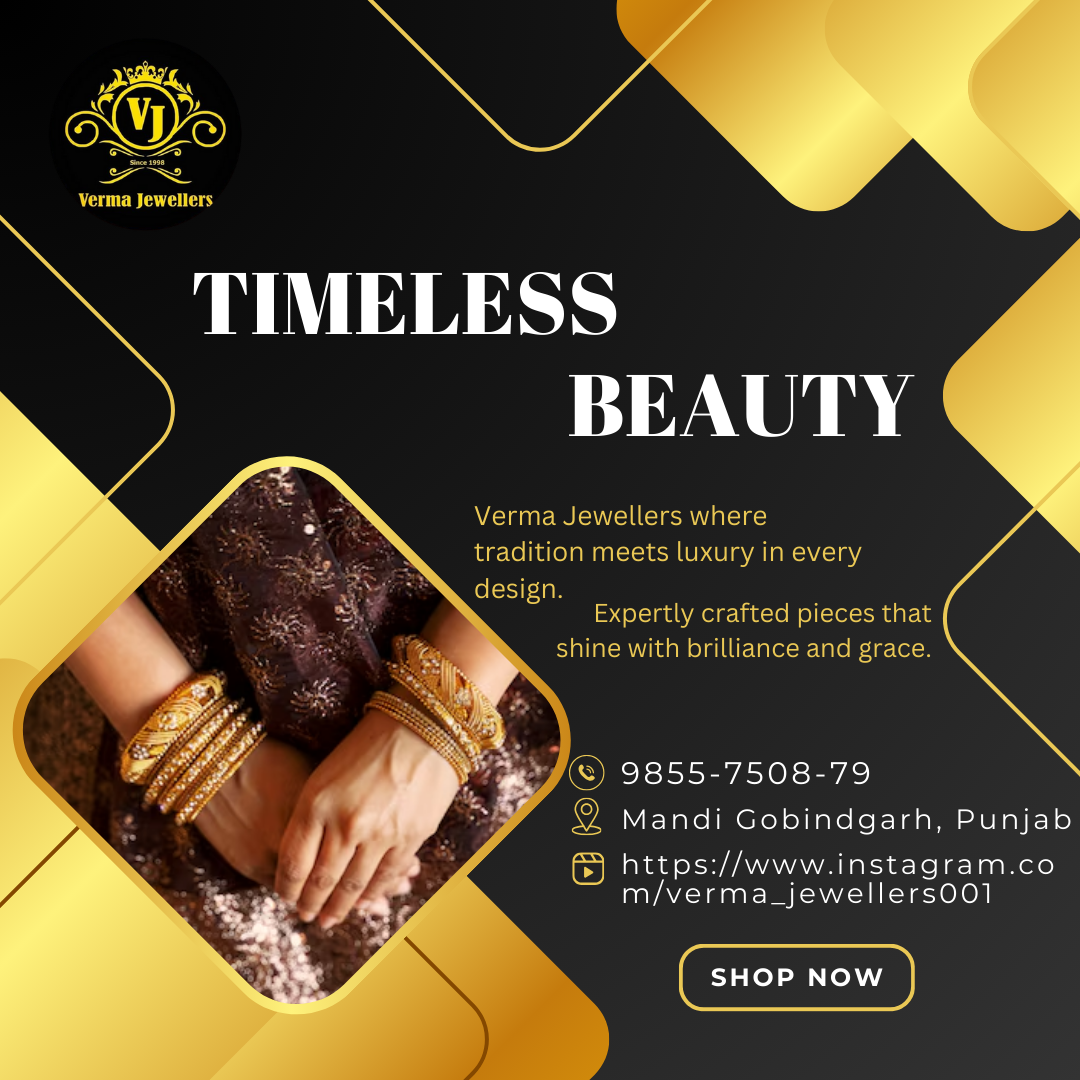 VJ
Since 1998
Verma Jewellers
TIMELESS
BEAUTY
Verma Jewellers where
tradition meets luxury in every
design.
Expertly crafted pieces that
shine with brilliance and grace.
9855-7508-79
Mandi Gobindgarh, Punjab
https://www.instagram.co
m/verma_jewellers001
SHOP NOW